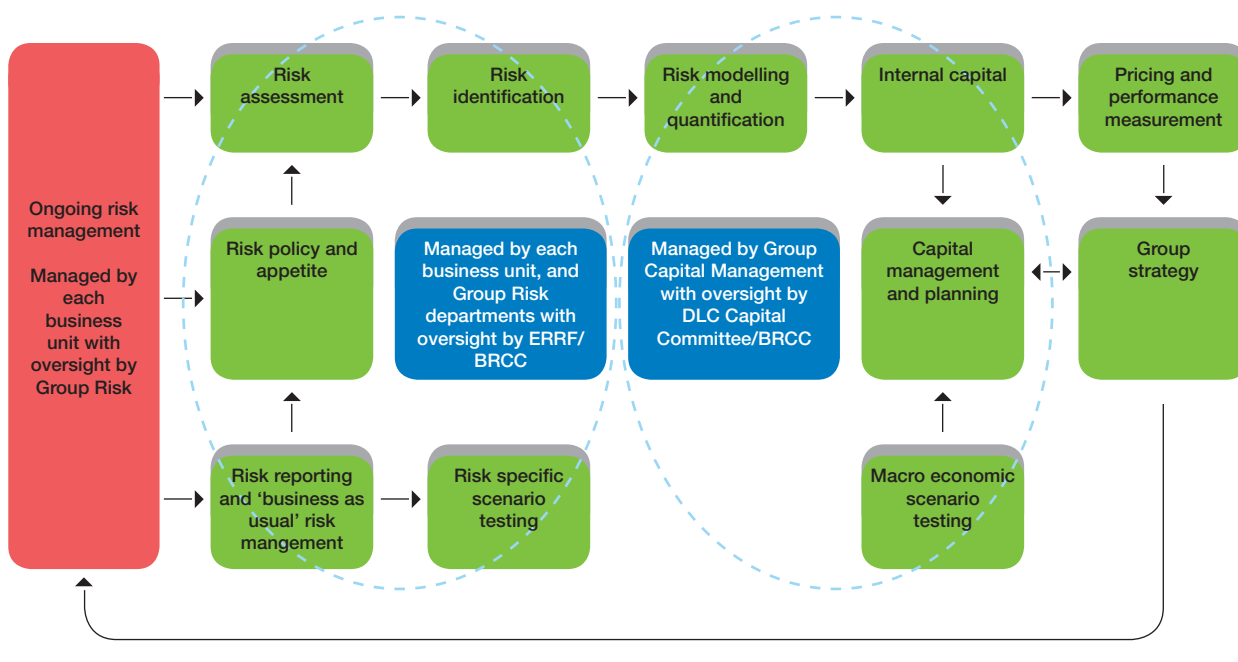 Ongoing risk
management
Managed by
each
business
unit with
oversight by
Group Risk
Risk
assessment
Risk
identification
Risk modelling
and
quantification
Internal capital
Pricing and
performance
measurement
Risk policy and
appetite
Managed by each
business unit, and
Group Risk
departments with
oversight by ERRF/
BRCC
Managed by Group
Capital Management
with oversight by
DLC Capital
Committee/BRCC
Capital
management
and planning
Group
strategy
Risk reporting
and ‘business as
usual’ risk
mangement
Risk specific
scenario
testing
Macro economic
scenario
testing